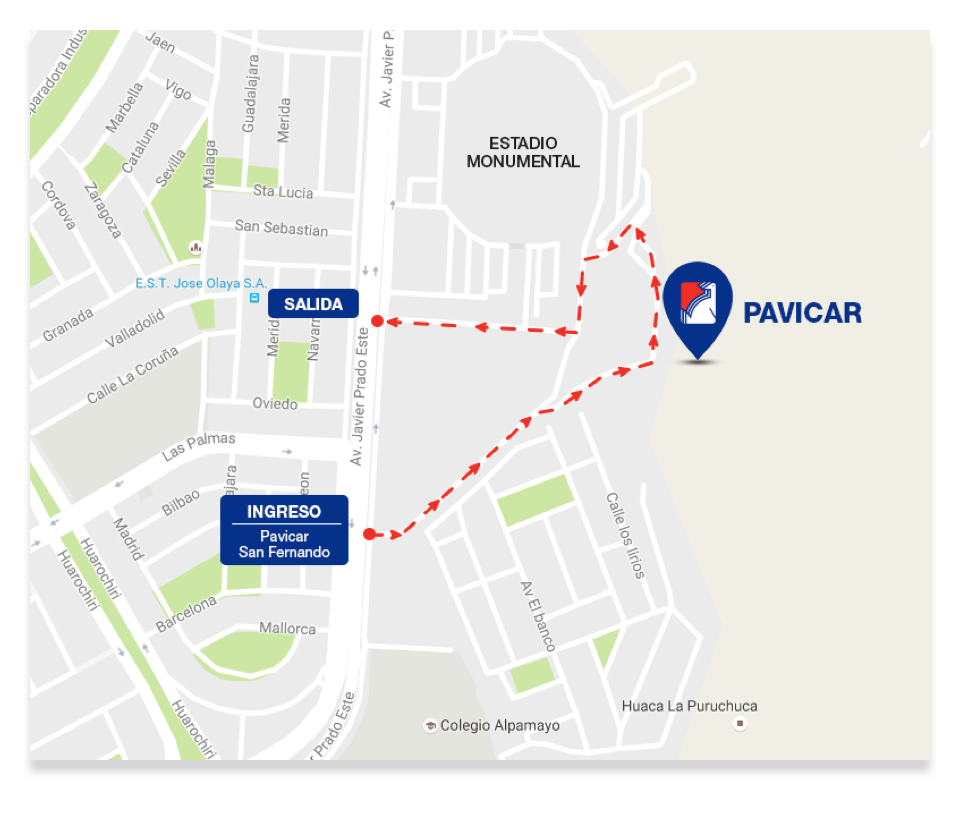 Jaen
Av. Javier P
paradora Indus
Vigo
Guadalajara
Marbella
Merida
ESTADIO
MONUMENTAL
Cataluna
Sevilla
Malaga
Sta Lucia
Cordova
Zaragoza
San Sebastian
E.S.T. Jose Olaya S.A.
SALIDA
PAVICAR
Granada
Valladolid
Merid
Navarr
Av. Javier Prado Este
Calle La Coruña
Oviedo
Las Palmas
ajara
eon
Bilbao
INGRESO
Pavicar
San Fernando
Calle los lirios
Madrid
Huarochiri
Huarochiri
Av El banco
Barcelona
Mallorca
Huarochiri
r Prado Este
Colegio Alpamayo
Huaca La Puruchuca